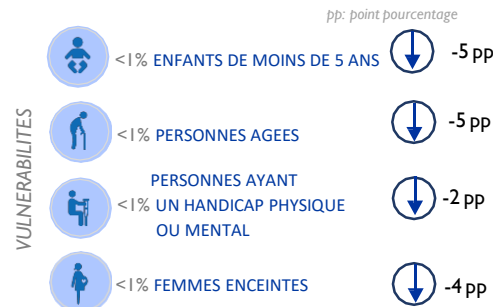 pp: point pourcentage
VULNERABILITES
<1% ENFANTS DE MOINS DE 5 ANS -5 pp
<1% PERSONNES AGEES -5 pp
PERSONNES AYANT
<1% UN HANDICAP PHYSIQUE -2 pp
OU MENTAL
<1% FEMMES ENCEINTES -4 pp